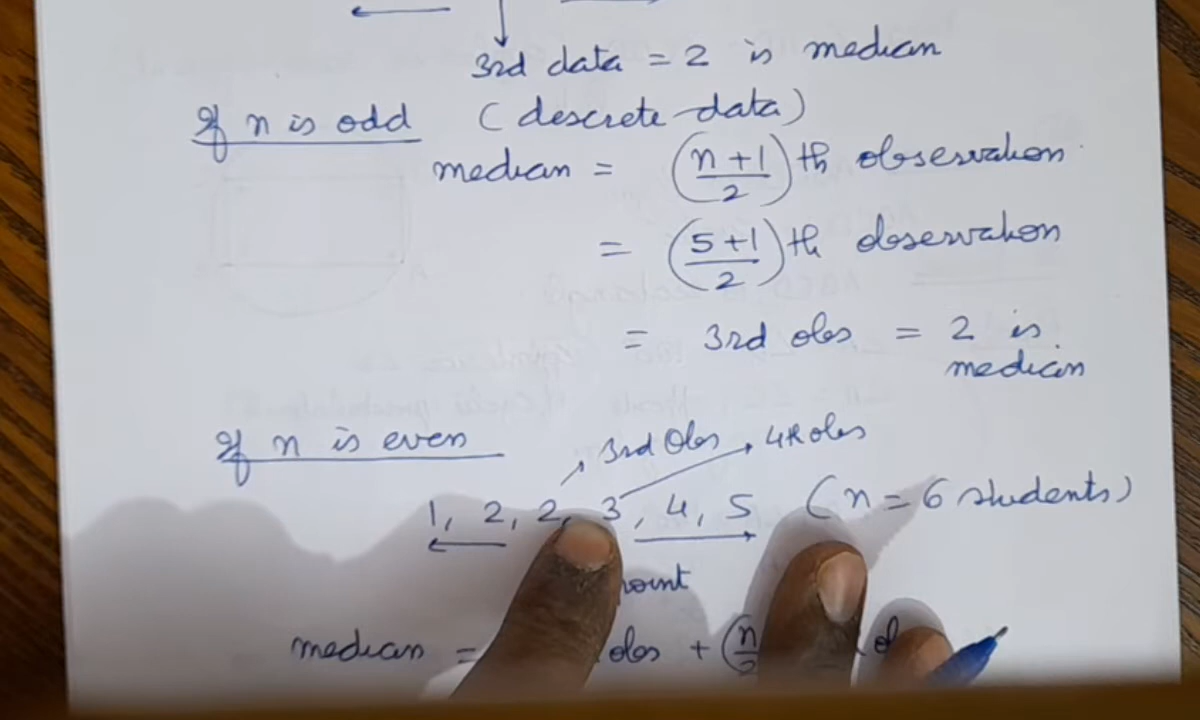 3rd data = 2 is median
If n is odd (descrete data)
median = (n+1/2)th observation
= (5+1/2)th observation
= 3rd obs = 2 is
median
If n is even 3rd Obs 4th obs
1, 2, 2, 3, 4, 5 (n = 6 students)
median = obs + (n/2